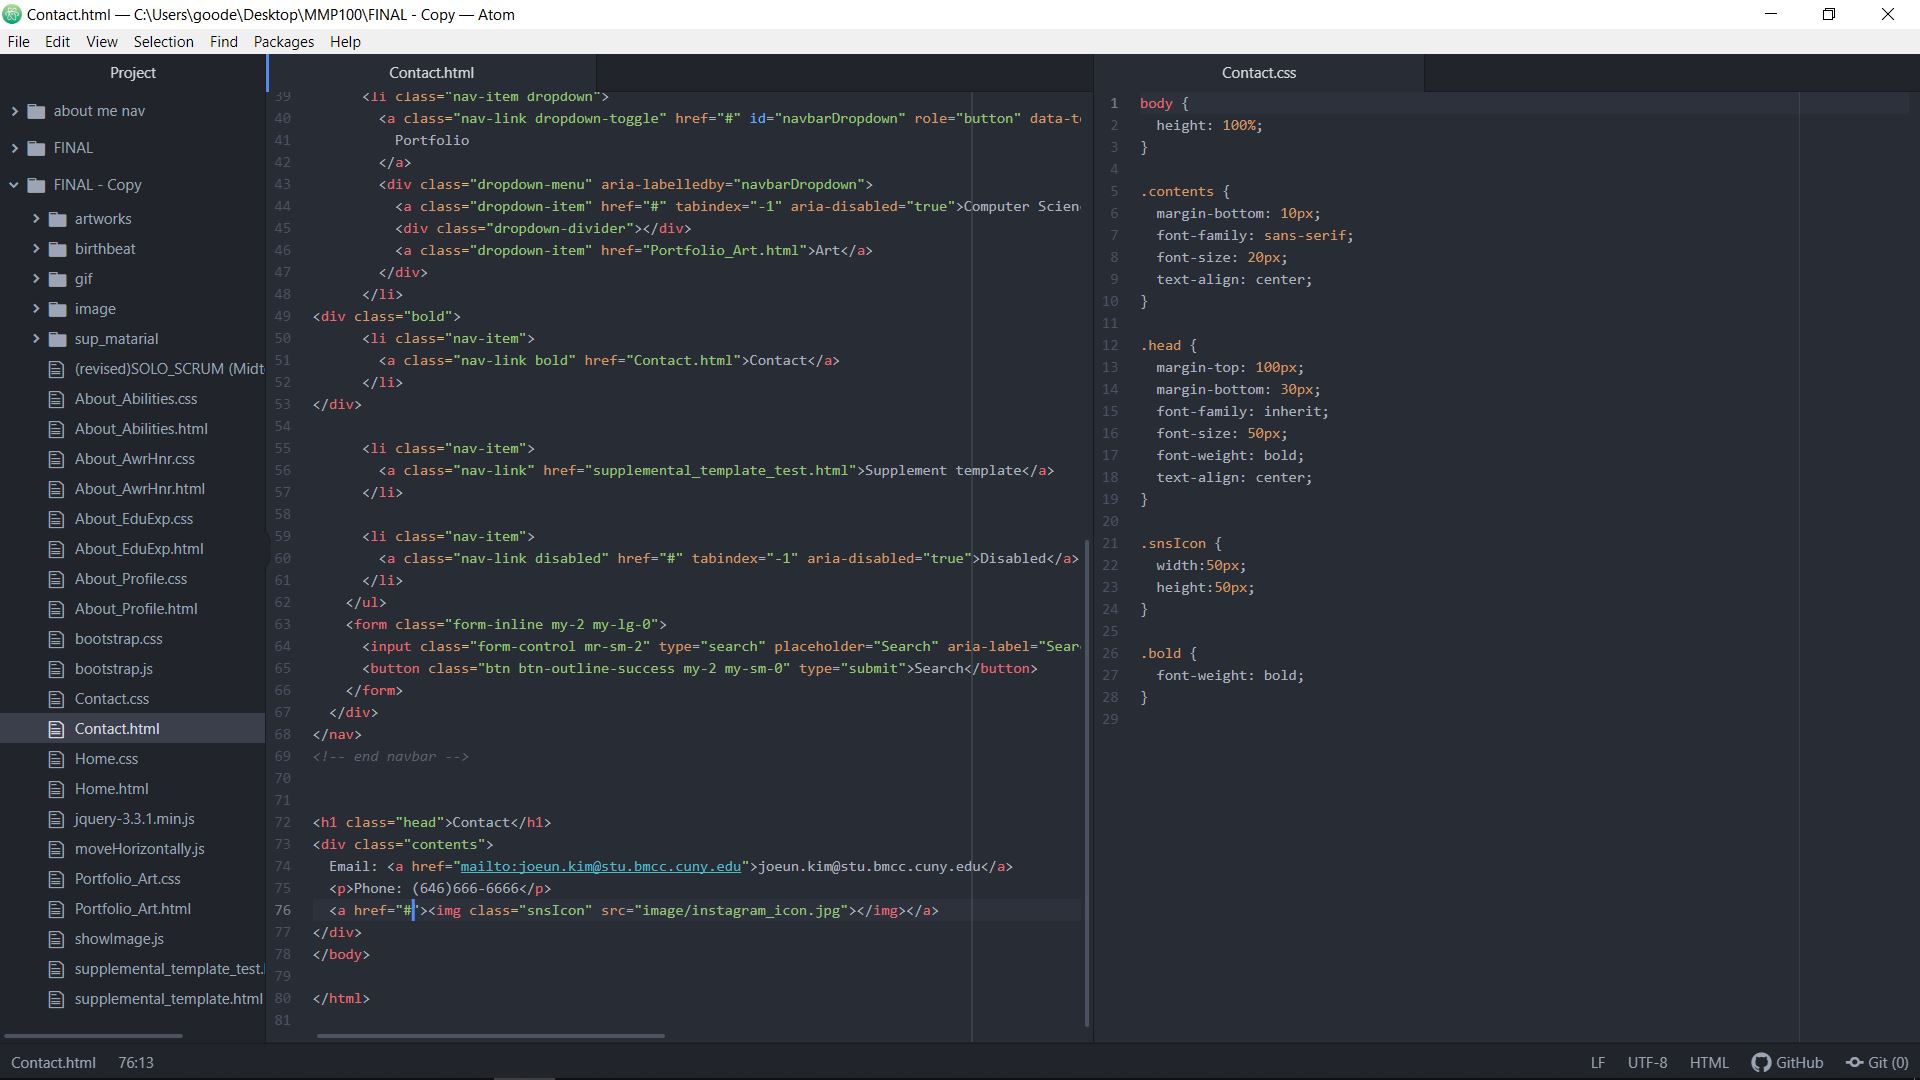 Contact.html — C:\Users\goode\Desktop\MMP100\FINAL - Copy — Atom
File Edit View Selection Find Packages Help
Project
about me nav
FINAL
FINAL - Copy
artworks
birthbeat
gif
image
sup_matarial
(revised)SOLO_SCRUM (Midt
About_Abilities.css
About_Abilities.html
About_AwrHnr.css
About_AwrHnr.html
About_EduExp.css
About_EduExp.html
About_Profile.css
About_Profile.html
bootstrap.css
bootstrap.js
Contact.css
Contact.html
Home.css
Home.html
jquery-3.3.1.min.js
moveHorizontally.js
Portfolio_Art.css
Portfolio_Art.html
showImage.js
supplemental_template_test.
supplemental_template.html
Contact.html
39 <li class="nav-item dropdown">
40 <a class="nav-link dropdown-toggle" href="#" id="navbarDropdown" role="button" data-t
41 Portfolio
42 </a>
43 <div class="dropdown-menu" aria-labelledby="navbarDropdown">
44 <a class="dropdown-item" href="#" tabindex="-1" aria-disabled="true">Computer Scien
45 <div class="dropdown-divider"></div>
46 <a class="dropdown-item" href="Portfolio_Art.html">Art</a>
47 </div>
48 </li>
49 <div class="bold">
50 <li class="nav-item">
51 <a class="nav-link bold" href="Contact.html">Contact</a>
52 </li>
53 </div>
54
55 <li class="nav-item">
56 <a class="nav-link" href="supplemental_template_test.html">Supplement template</a>
57 </li>
58
59 <li class="nav-item">
60 <a class="nav-link disabled" href="#" tabindex="-1" aria-disabled="true">Disabled</a>
61 </li>
62 </ul>
63 <form class="form-inline my-2 my-lg-0">
64 <input class="form-control mr-sm-2" type="search" placeholder="Search" aria-label="Sear
65 <button class="btn btn-outline-success my-2 my-sm-0" type="submit">Search</button>
66 </form>
67 </div>
68 </nav>
69 <!-- end navbar -->
70
71
72 <h1 class="head">Contact</h1>
73 <div class="contents">
74 Email: <a href="mailto:joeun.kim@stu.bmcc.cuny.edu">joeun.kim@stu.bmcc.cuny.edu</a>
75 <p>Phone: (646)666-6666</p>
76 <a href="#"><img class="snsIcon" src="image/instagram_icon.jpg"></img></a>
77 </div>
78 </body>
79
80 </html>
81
Contact.css
1 body {
2 height: 100%;
3 }
4
5 .contents {
6 margin-bottom: 10px;
7 font-family: sans-serif;
8 font-size: 20px;
9 text-align: center;
10 }
11
12 .head {
13 margin-top: 100px;
14 margin-bottom: 30px;
15 font-family: inherit;
16 font-size: 50px;
17 font-weight: bold;
18 text-align: center;
19 }
20
21 .snsIcon {
22 width:50px;
23 height:50px;
24 }
25
26 .bold {
27 font-weight: bold;
28 }
29
Contact.html 76:13 LF UTF-8 HTML GitHub Git (0)